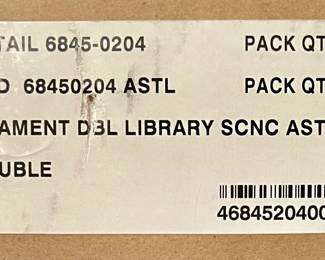 TAIL 6845-0204 PACK QT
D 68450204 ASTL PACK QT
AMENT DBL LIBRARY SCNC AST
UBLE
4684520400